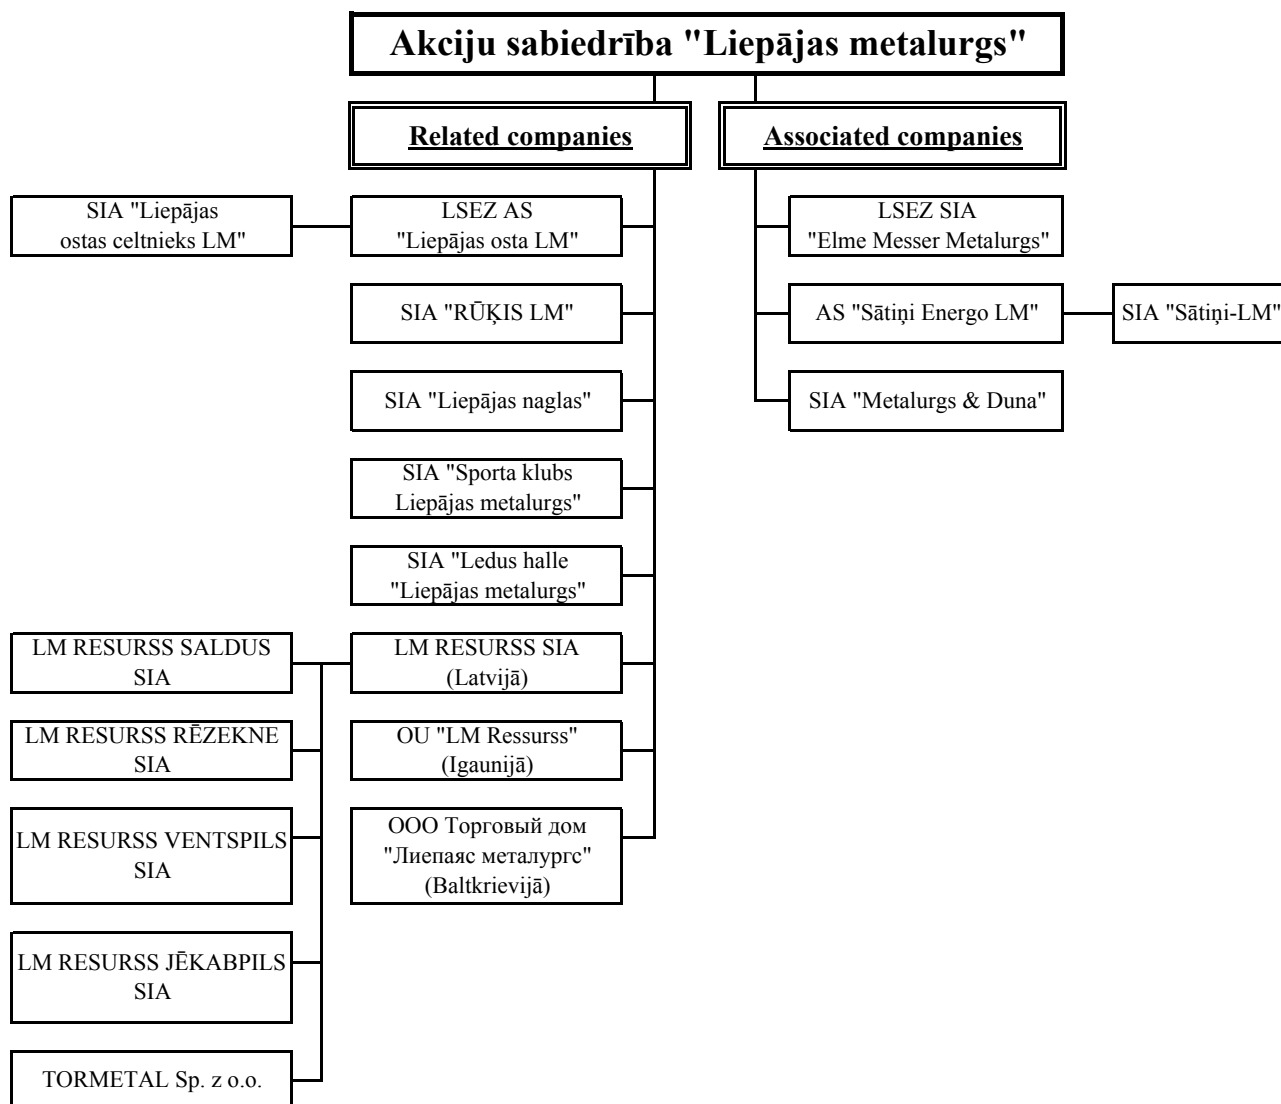 Akciju sabiedrība "Liepājas metalurgs"
Related companies
Associated companies
SIA "Liepājas
ostas celtnieks LM"
LSEZ AS
"Liepājas osta LM"
LSEZ SIA
"Elme Messer Metalurgs"
SIA "RŪĶIS LM"
AS "Sātiņi Energo LM"
SIA "Sātiņi-LM"
SIA "Liepājas naglas"
SIA "Metalurgs & Duna"
SIA "Sporta klubs
Liepājas metalurgs"
SIA "Ledus halle
"Liepājas metalurgs"
LM RESURSS SALDUS
SIA
LM RESURSS SIA
(Latvijā)
LM RESURSS RĒZEKNE
SIA
OU "LM Ressurss"
(Igaunijā)
LM RESURSS VENTSPILS
SIA
ООО Торговый дом
"Лиепаяс металургс"
(Baltkrievijā)
LM RESURSS JĒKABPILS
SIA
TORMETAL Sp. z o.o.